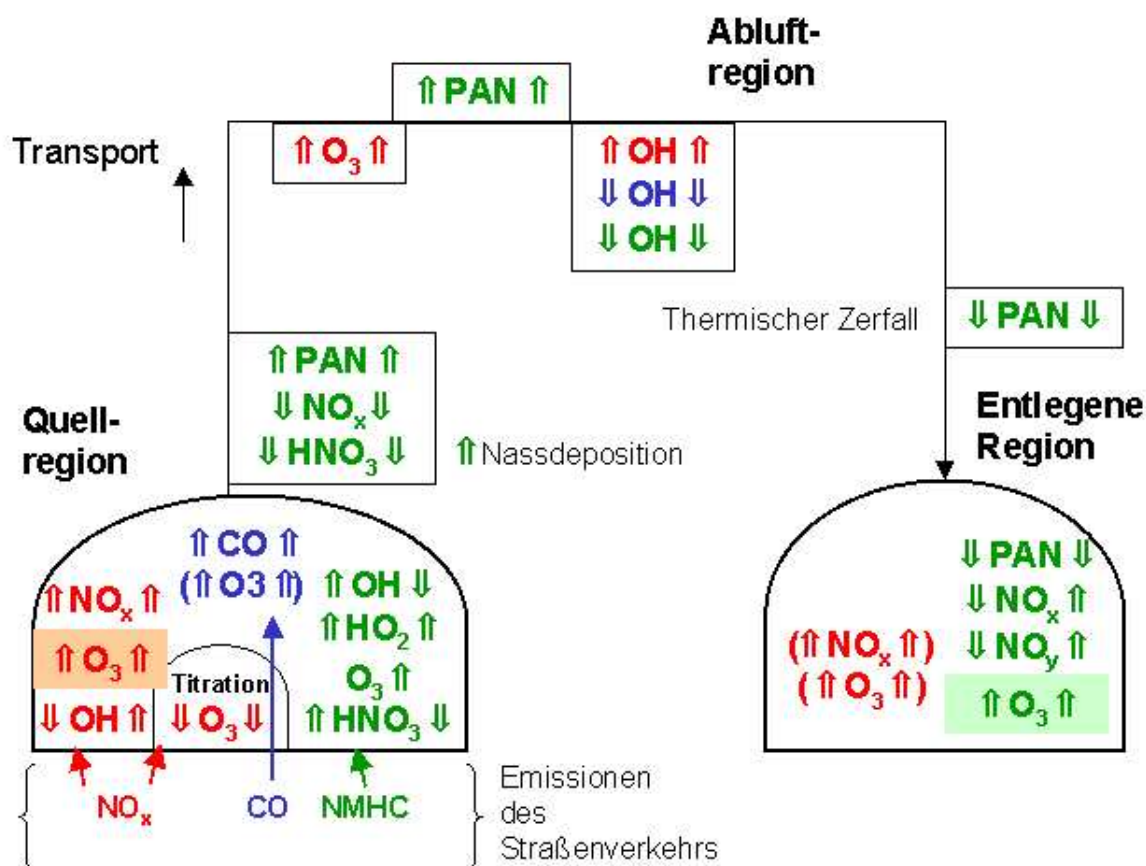 Abluft-
region
⇑ PAN ⇑
Transport
⇑ O₃ ⇑
⇑ OH ⇑
⇓ OH ⇓
⇓ OH ⇓
Thermischer Zerfall
⇓ PAN ⇓
⇑ PAN ⇑
⇓ NOₓ ⇓
⇓ HNO₃ ⇓
⇑ Nassdeposition
Quell-
region
Entlegene
Region
⇑ CO ⇑
(⇑ O3 ⇑)
⇑ NOₓ ⇑
⇑ O₃ ⇑
⇓ OH ⇑
Titration
⇓ O₃ ⇓
⇑ OH ⇓
⇑ HO₂ ⇑
O₃ ⇑
⇑ HNO₃ ⇓
(⇑ NOₓ ⇑)
(⇑ O₃ ⇑)
⇓ PAN ⇓
⇓ NOₓ ⇑
⇓ NOy ⇑
⇑ O₃ ⇑
NOₓ
CO
NMHC
Emissionen
des
Straßenverkehrs